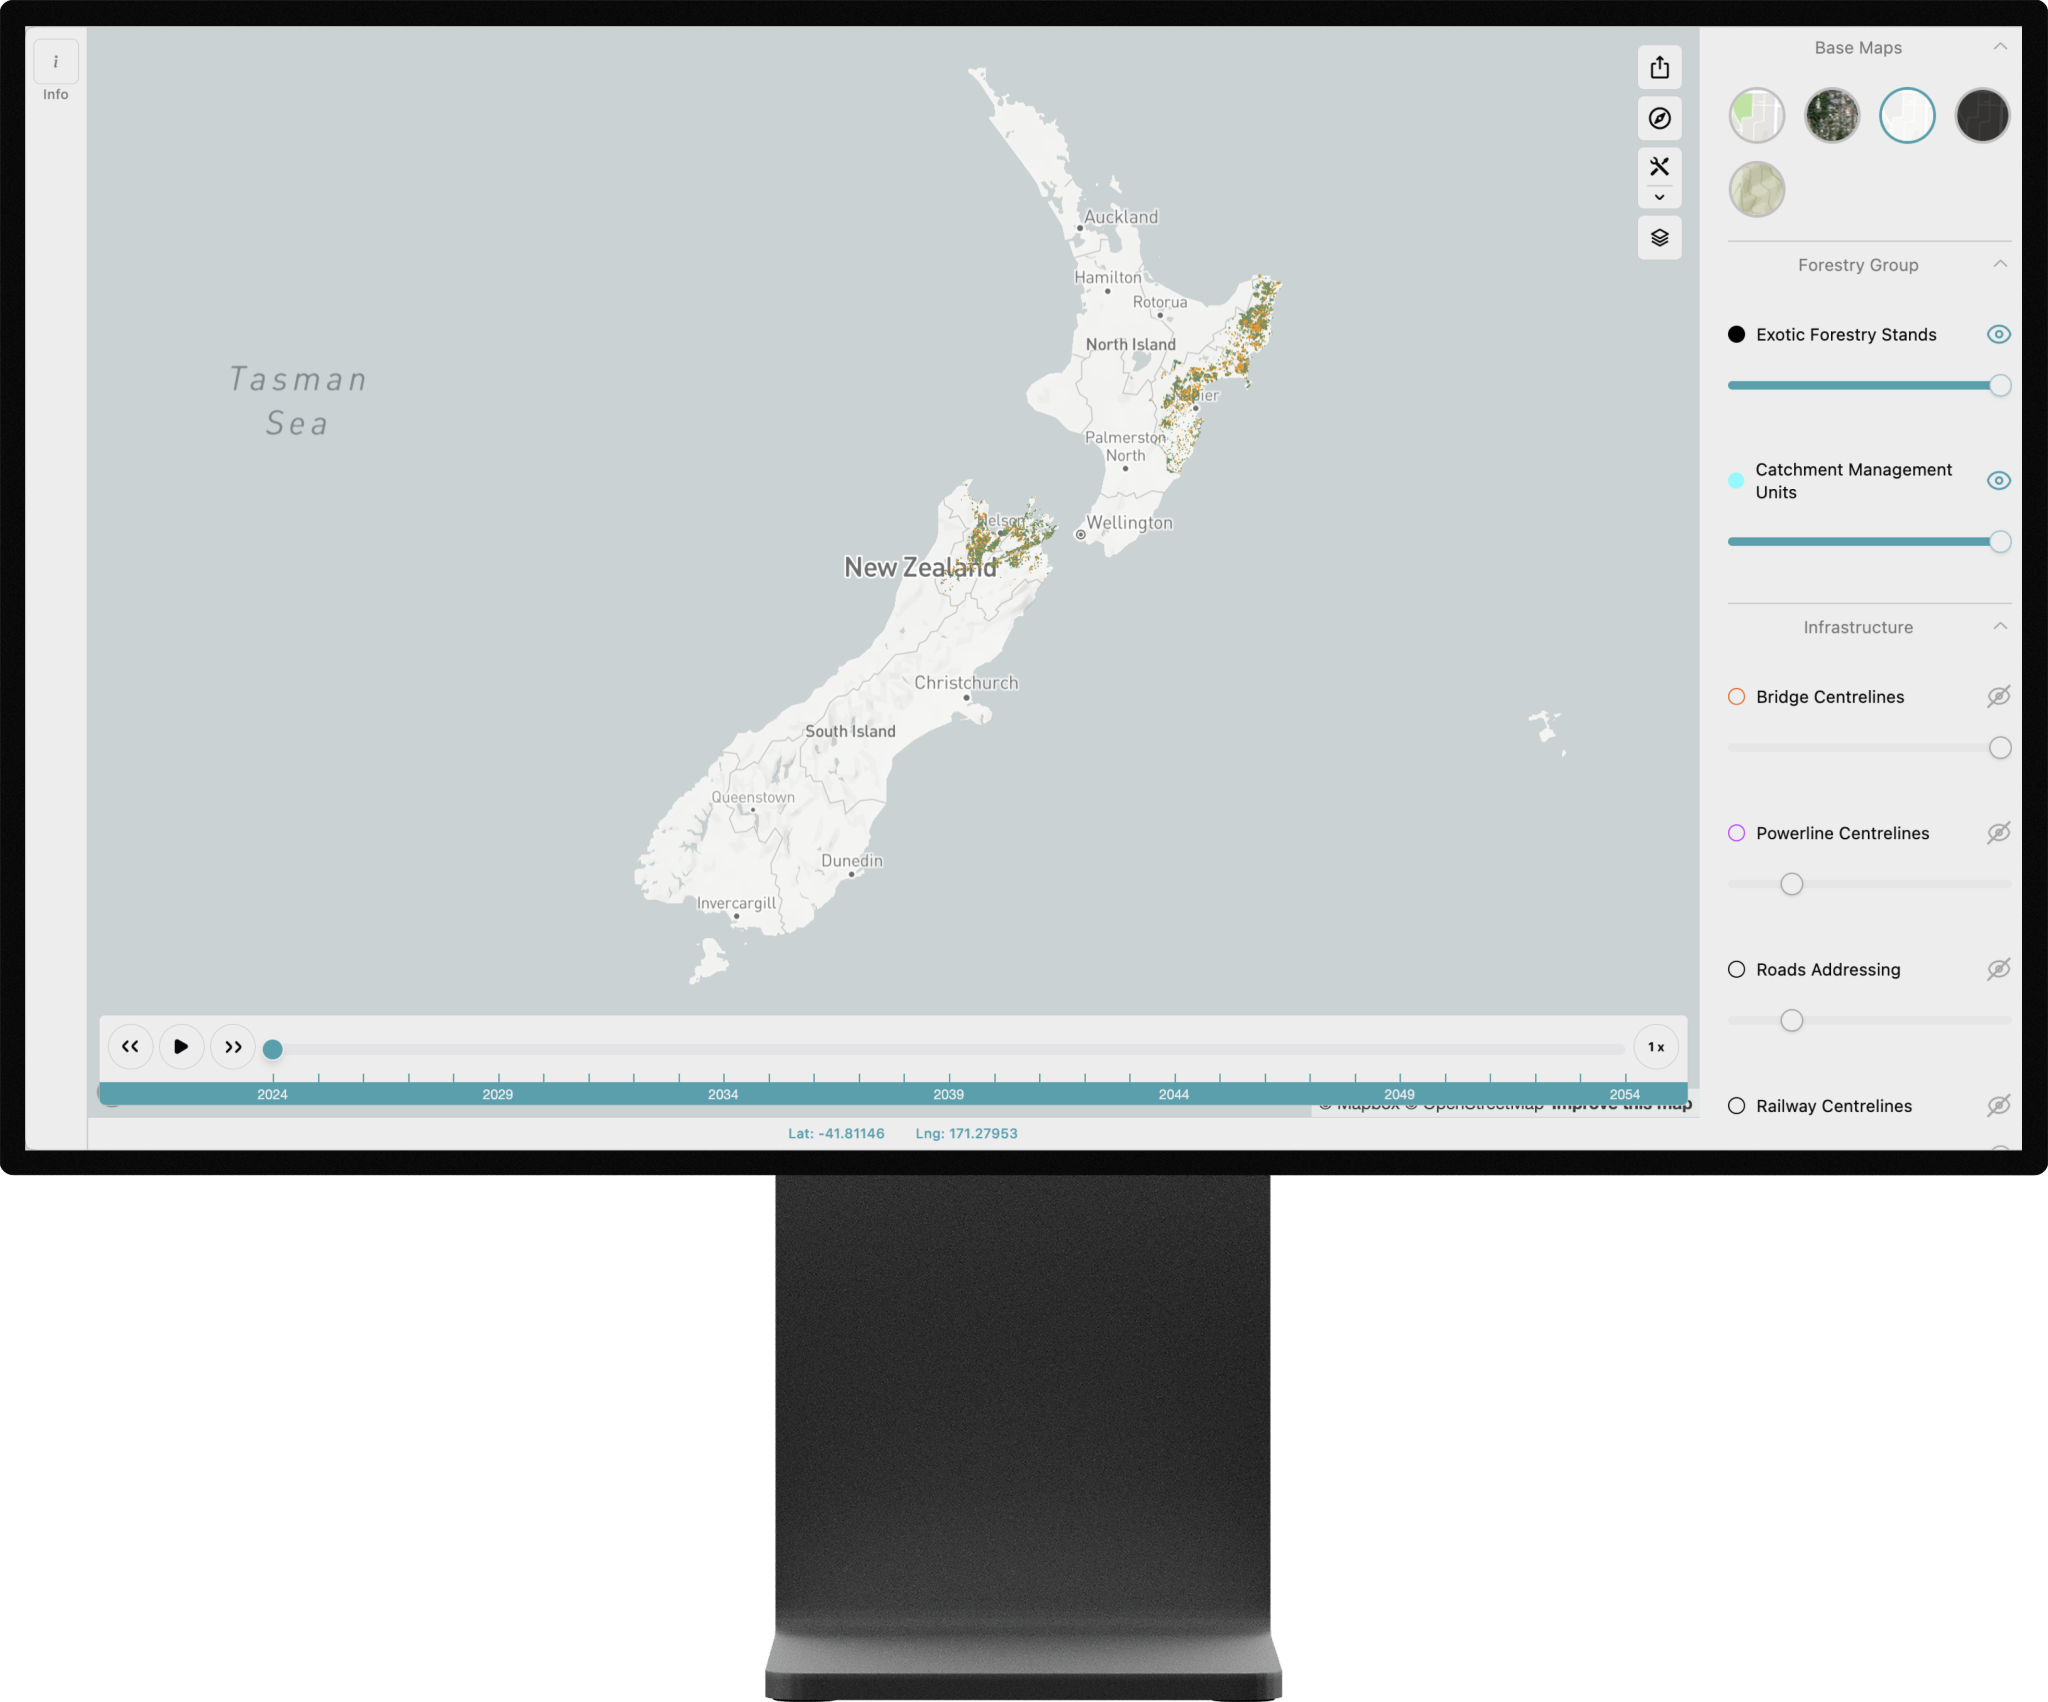 i
Info
Tasman
Sea
Auckland
Hamilton
Rotorua
North Island
Napier
Palmerston
North
Nelson
Wellington
New Zealand
Christchurch
South Island
Queenstown
Dunedin
Invercargill
1 x
2024 2029 2034 2039 2044 2049 2054
© Mapbox © OpenStreetMap Improve this map
Lat: -41.81146 Lng: 171.27953
Base Maps
Forestry Group
Exotic Forestry Stands
Catchment Management
Units
Infrastructure
Bridge Centrelines
Powerline Centrelines
Roads Addressing
Railway Centrelines